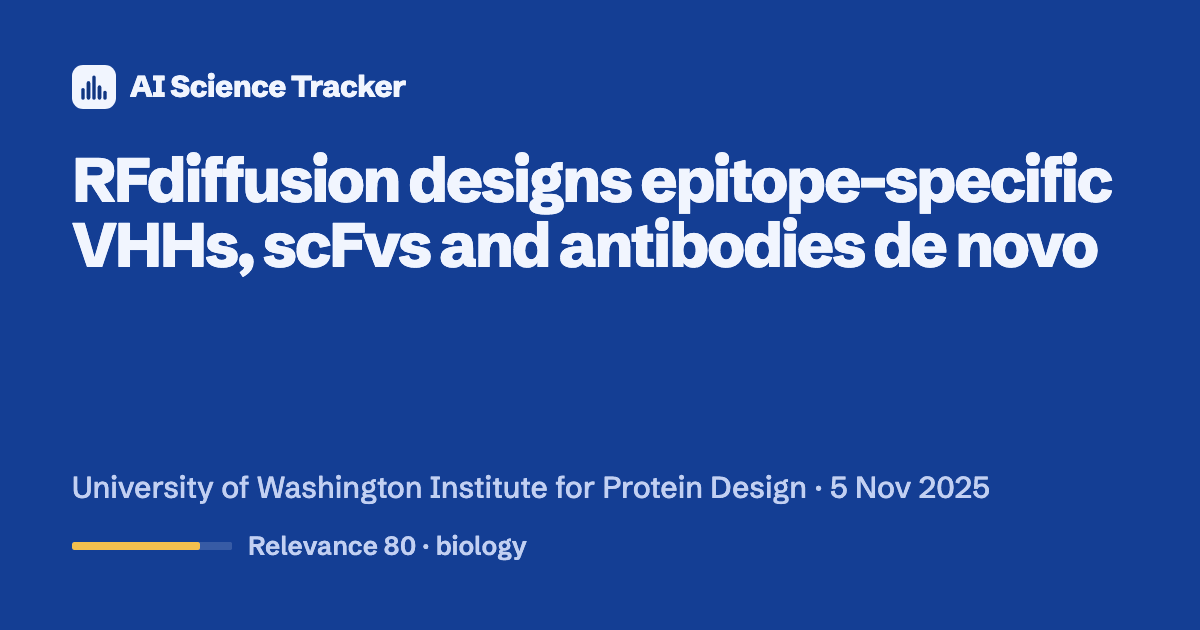 AI Science Tracker
RFdiffusion designs epitope-specific
VHHs, scFvs and antibodies de novo
University of Washington Institute for Protein Design · 5 Nov 2025
Relevance 80 · biology